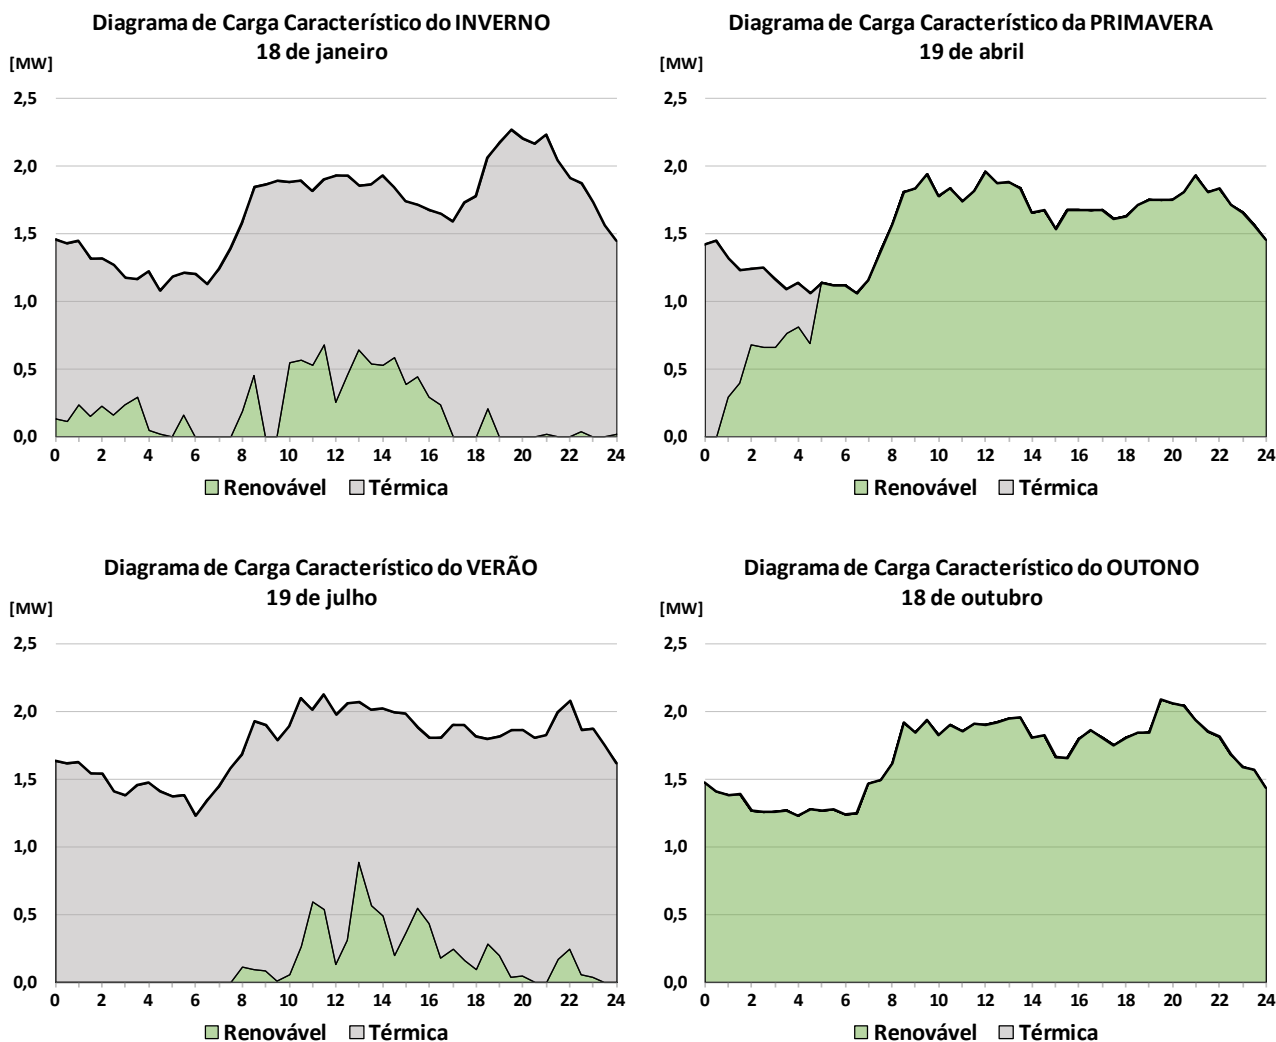 Diagrama de Carga Característico do INVERNO
18 de janeiro
[MW]
2,5
2,0
1,5
1,0
0,5
0,0
0 2 4 6 8 10 12 14 16 18 20 22 24
Renovável Térmica
Diagrama de Carga Característico da PRIMAVERA
19 de abril
[MW]
2,5
2,0
1,5
1,0
0,5
0,0
0 2 4 6 8 10 12 14 16 18 20 22 24
Renovável Térmica
Diagrama de Carga Característico do VERÃO
19 de julho
[MW]
2,5
2,0
1,5
1,0
0,5
0,0
0 2 4 6 8 10 12 14 16 18 20 22 24
Renovável Térmica
Diagrama de Carga Característico do OUTONO
18 de outubro
[MW]
2,5
2,0
1,5
1,0
0,5
0,0
0 2 4 6 8 10 12 14 16 18 20 22 24
Renovável Térmica